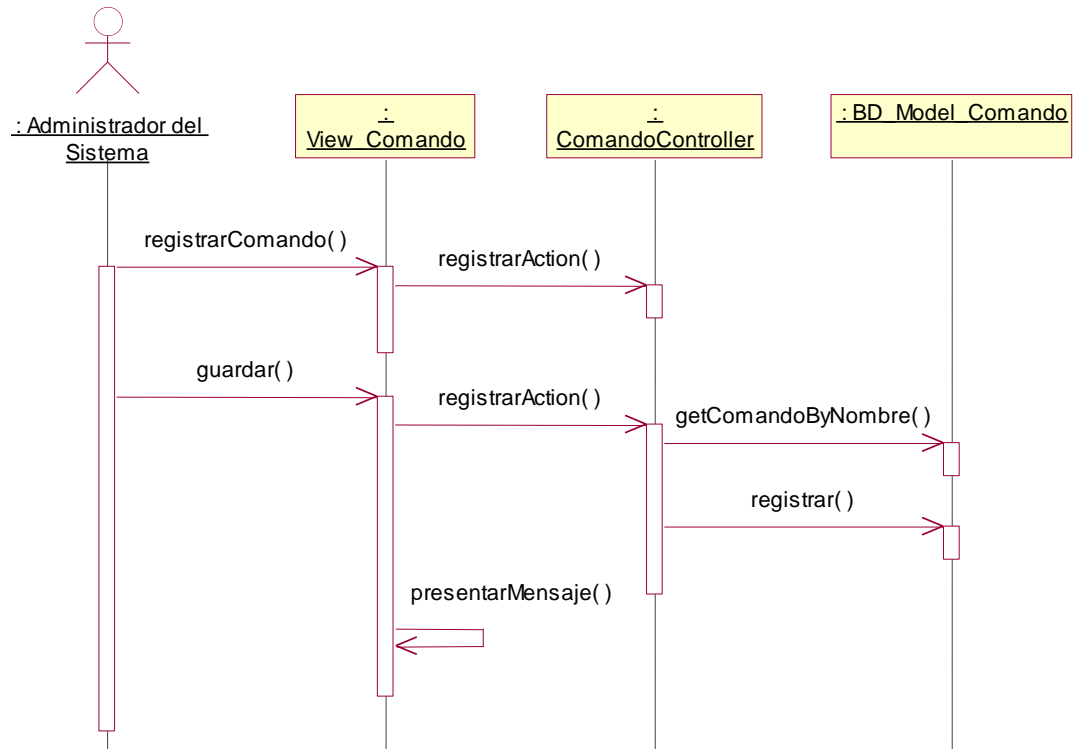 : Administrador del
Sistema
:
View_Comando
:
ComandoController
: BD_Model_Comando
registrarComando( )
registrarAction( )
guardar( )
registrarAction( )
getComandoByNombre( )
registrar( )
presentarMensaje( )